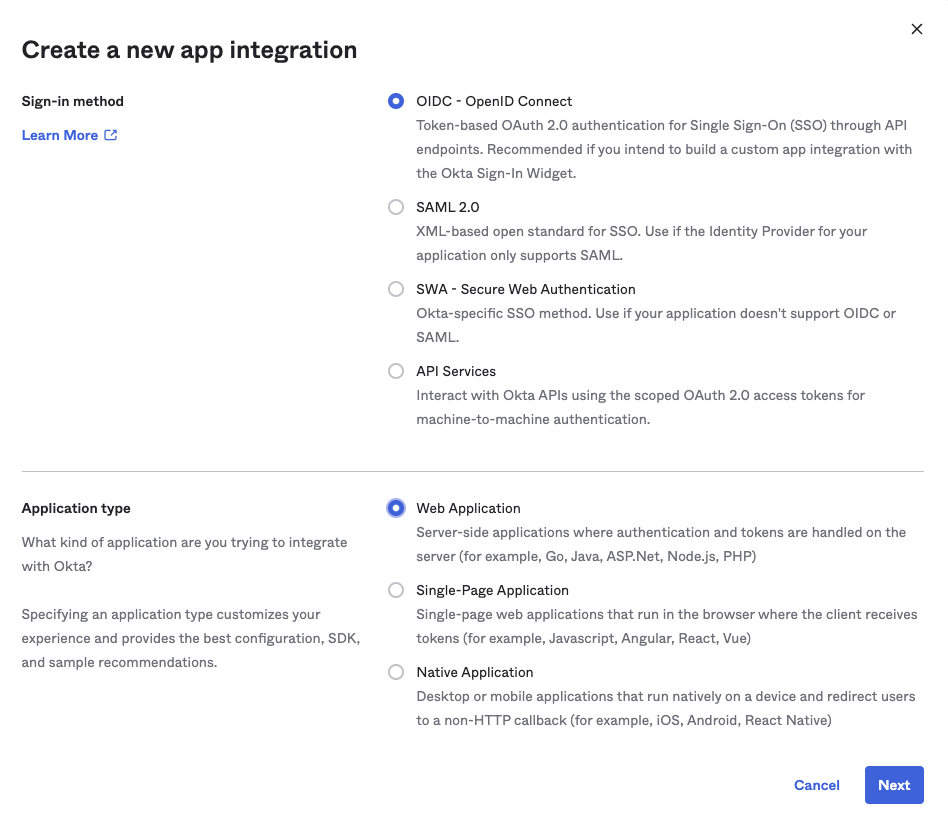 Create a new app integration
Sign-in method
Learn More
OIDC - OpenID Connect
Token-based OAuth 2.0 authentication for Single Sign-On (SSO) through API
endpoints. Recommended if you intend to build a custom app integration with
the Okta Sign-In Widget.
SAML 2.0
XML-based open standard for SSO. Use if the Identity Provider for your
application only supports SAML.
SWA - Secure Web Authentication
Okta-specific SSO method. Use if your application doesn't support OIDC or
SAML.
API Services
Interact with Okta APIs using the scoped OAuth 2.0 access tokens for
machine-to-machine authentication.
Application type
What kind of application are you trying to integrate
with Okta?
Specifying an application type customizes your
experience and provides the best configuration, SDK,
and sample recommendations.
Web Application
Server-side applications where authentication and tokens are handled on the
server (for example, Go, Java, ASP.Net, Node.js, PHP)
Single-Page Application
Single-page web applications that run in the browser where the client receives
tokens (for example, Javascript, Angular, React, Vue)
Native Application
Desktop or mobile applications that run natively on a device and redirect users
to a non-HTTP callback (for example, iOS, Android, React Native)
Cancel
Next